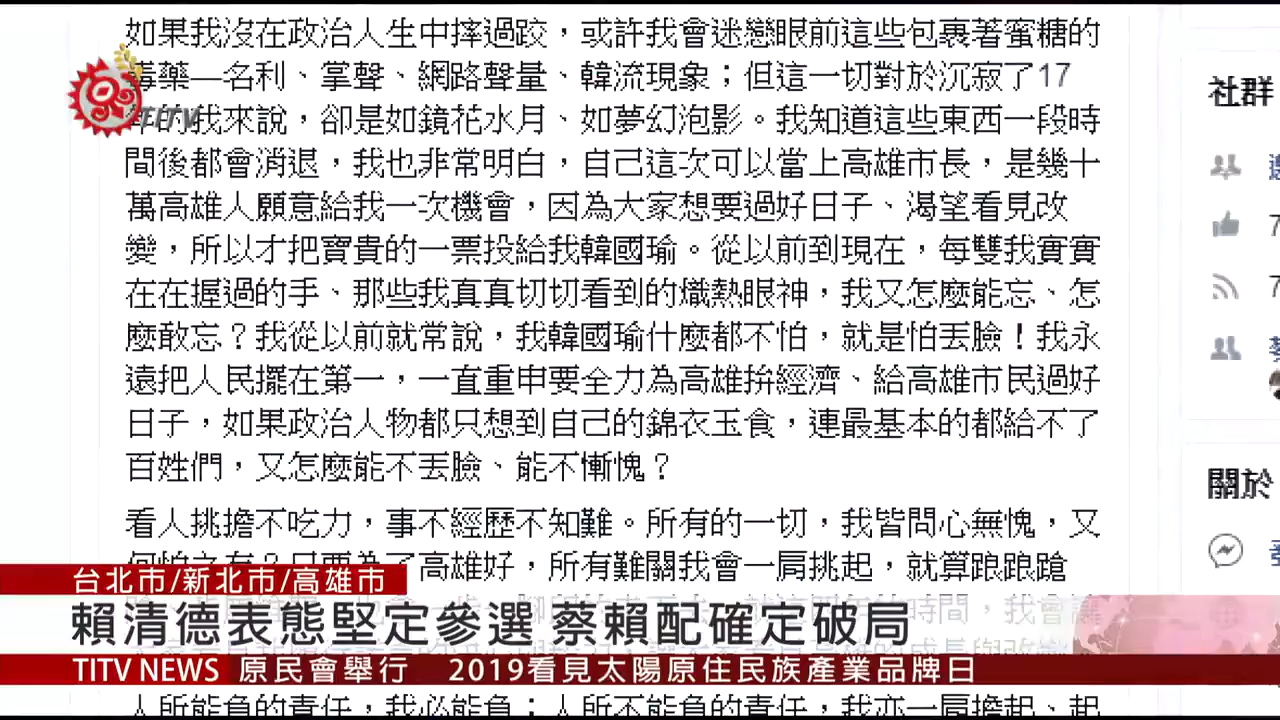 如果我沒在政治人生中摔過跤，或許我會迷戀眼前這些包裹著蜜糖的
毒藥—名利、掌聲、網路聲量、韓流現象；但這一切對於沉寂了17
年的我來說，卻是如鏡花水月、如夢幻泡影。我知道這些東西一段時
間後都會消退，我也非常明白，自己這次可以當上高雄市長，是幾十
萬高雄人願意給我一次機會，因為大家想要過好日子、渴望看見改
變，所以才把寶貴的一票投給我韓國瑜。從以前到現在，每雙我實實
在在握過的手、那些我真真切切看到的熾熱眼神，我又怎麼能忘、怎
麼敢忘？我從以前就常說，我韓國瑜什麼都不怕，就是怕丟臉！我永
遠把人民擺在第一，一直重申要全力為高雄拚經濟、給高雄市民過好
日子，如果政治人物都只想到自己的錦衣玉食，連最基本的都給不了
百姓們，又怎麼能不丟臉、能不慚愧？
看人挑擔不吃力，事不經歷不知難。所有的一切，我皆問心無愧，又
何怕之有？只要為了高雄好，所有難關我會一肩挑起，就算踉踉蹌
人所能負的責任，我必能負；人所不能負的責任，我亦一肩擔起、起
TITV
社群
7
7
關於
台北市/新北市/高雄市
賴清德表態堅定參選 蔡賴配確定破局
TITV NEWS 原民會舉行 2019看見太陽原住民族產業品牌日